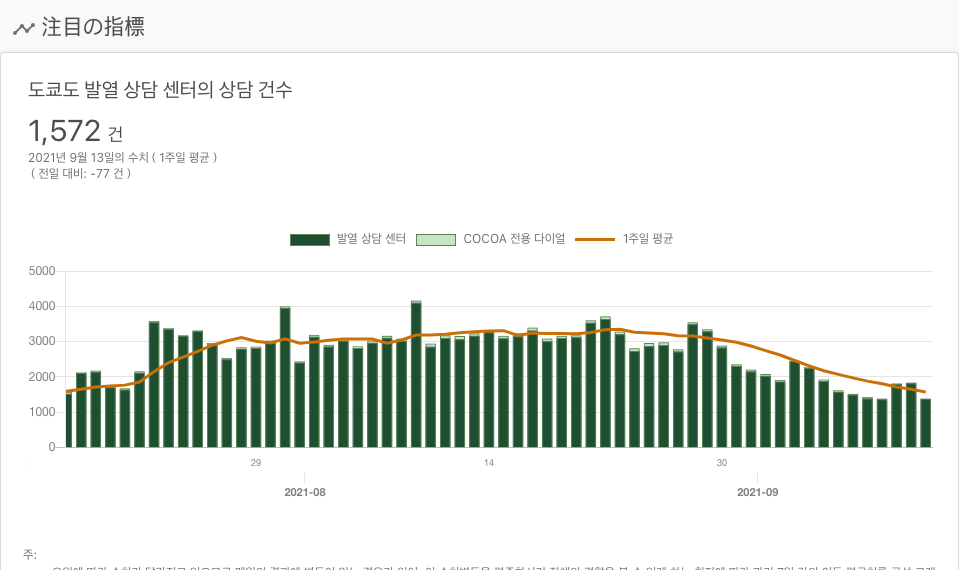 注目の指標
도쿄도 발열 상담 센터의 상담 건수
1,572 건
2021년 9월 13일의 수치 ( 1주일 평균 )
( 전일 대비: -77 건 )
발열 상담 센터 COCOA 전용 다이얼 1주일 평균
5000
4000
3000
2000
1000
0
29 14 30
2021-08 2021-09
주: